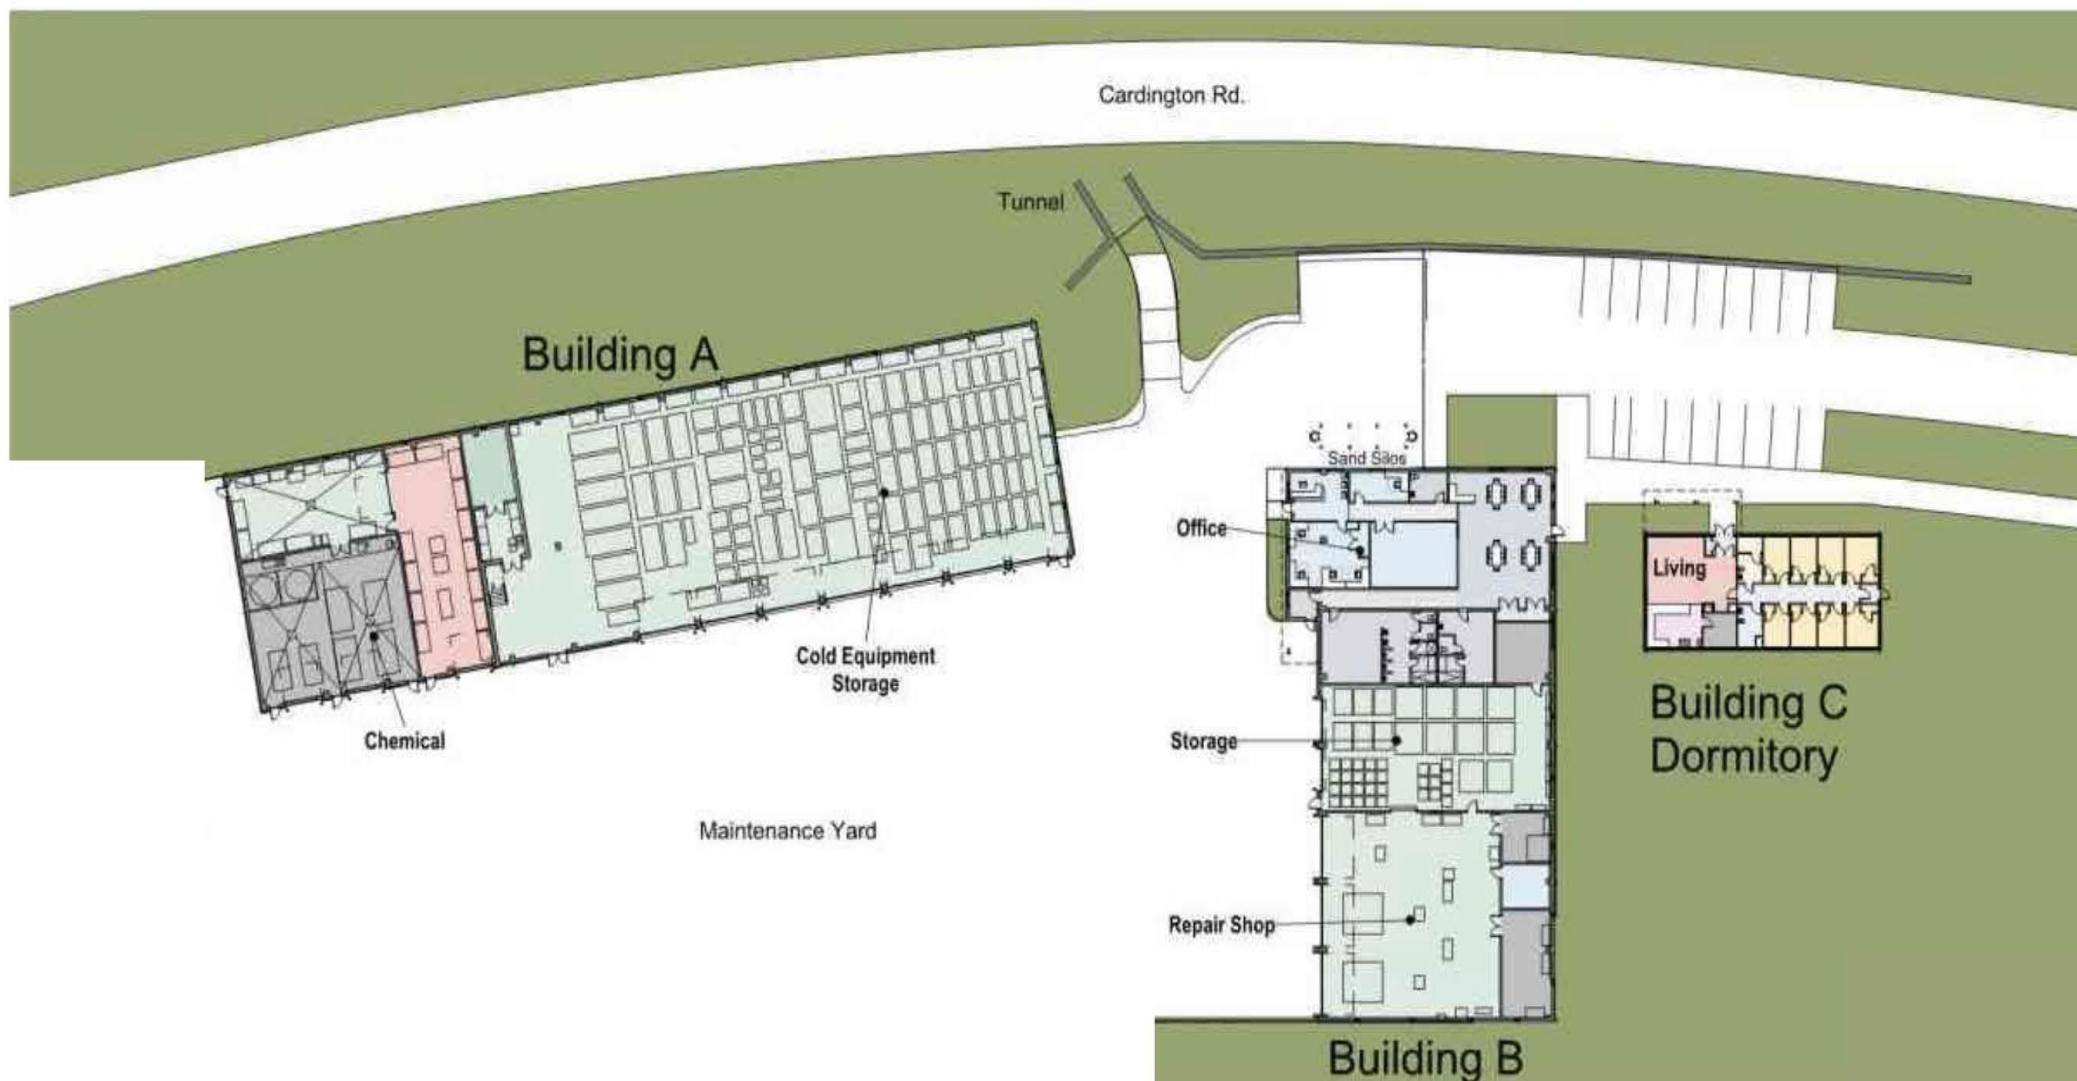 Cardington Rd.
Tunnel
Building A
Sand Silos
Office
Living
Cold Equipment
Storage
Building C
Dormitory
Chemical
Storage
Maintenance Yard
Repair Shop
Building B